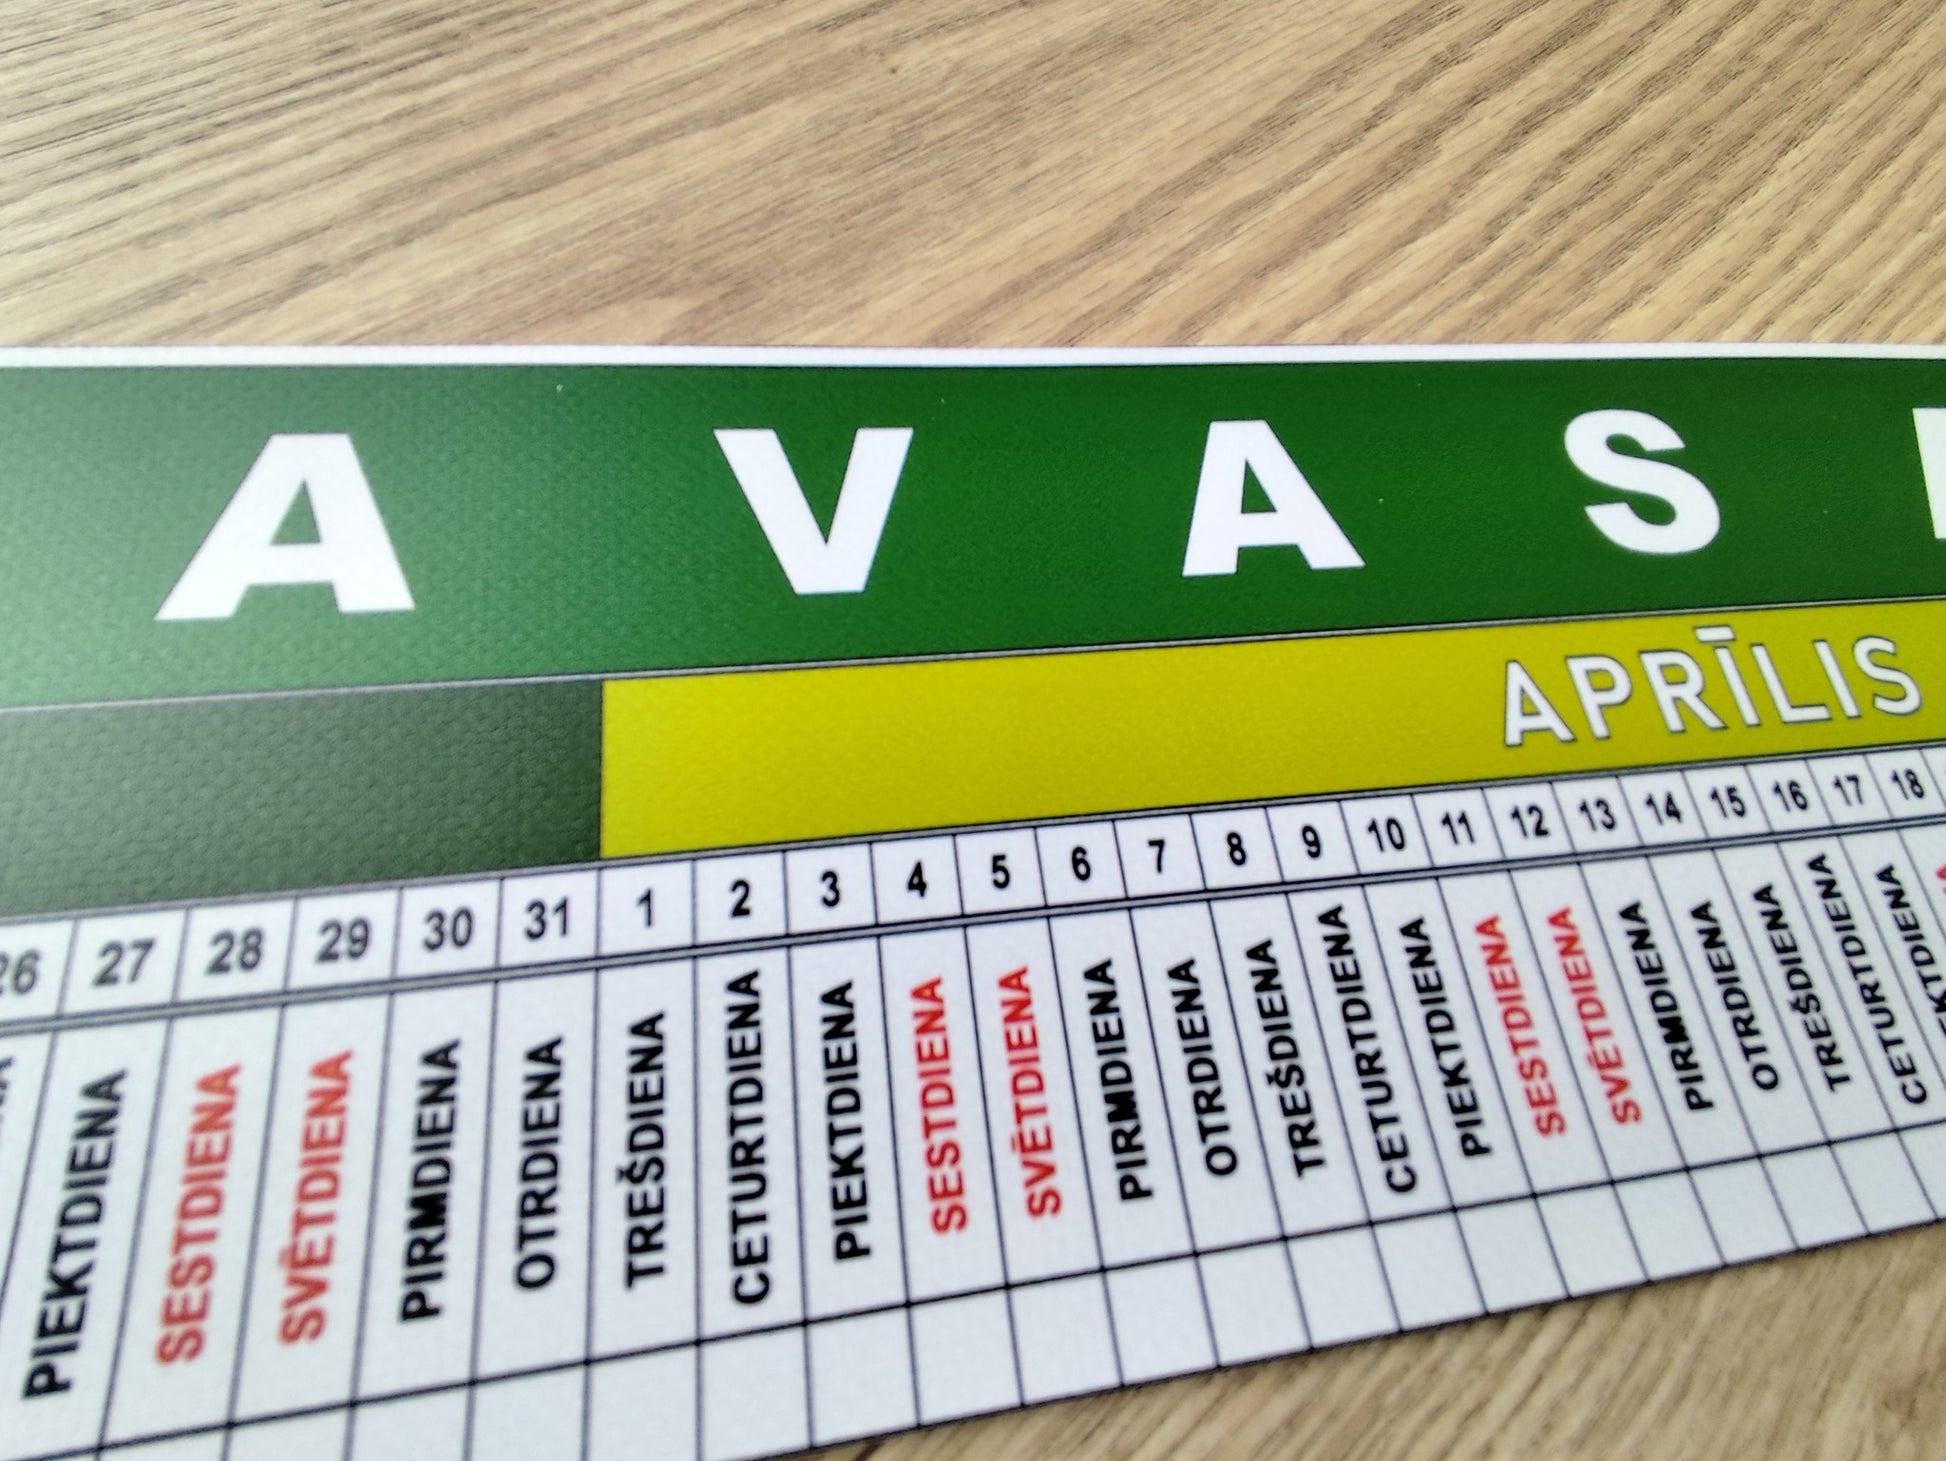 A V A S
APRĪLIS
26 27 28 29 30 31 1 2 3 4 5 6 7 8 9 10 11 12 13 14 15 16 17 18
PIEKTDIENA SESTDIENA SVĒTDIENA PIRMDIENA OTRDIENA TREŠDIENA CETURTDIENA PIEKTDIENA SESTDIENA SVĒTDIENA PIRMDIENA OTRDIENA TREŠDIENA CETURTDIENA PIEKTDIENA SESTDIENA SVĒTDIENA PIRMDIENA OTRDIENA TREŠDIENA CETURTDIENA